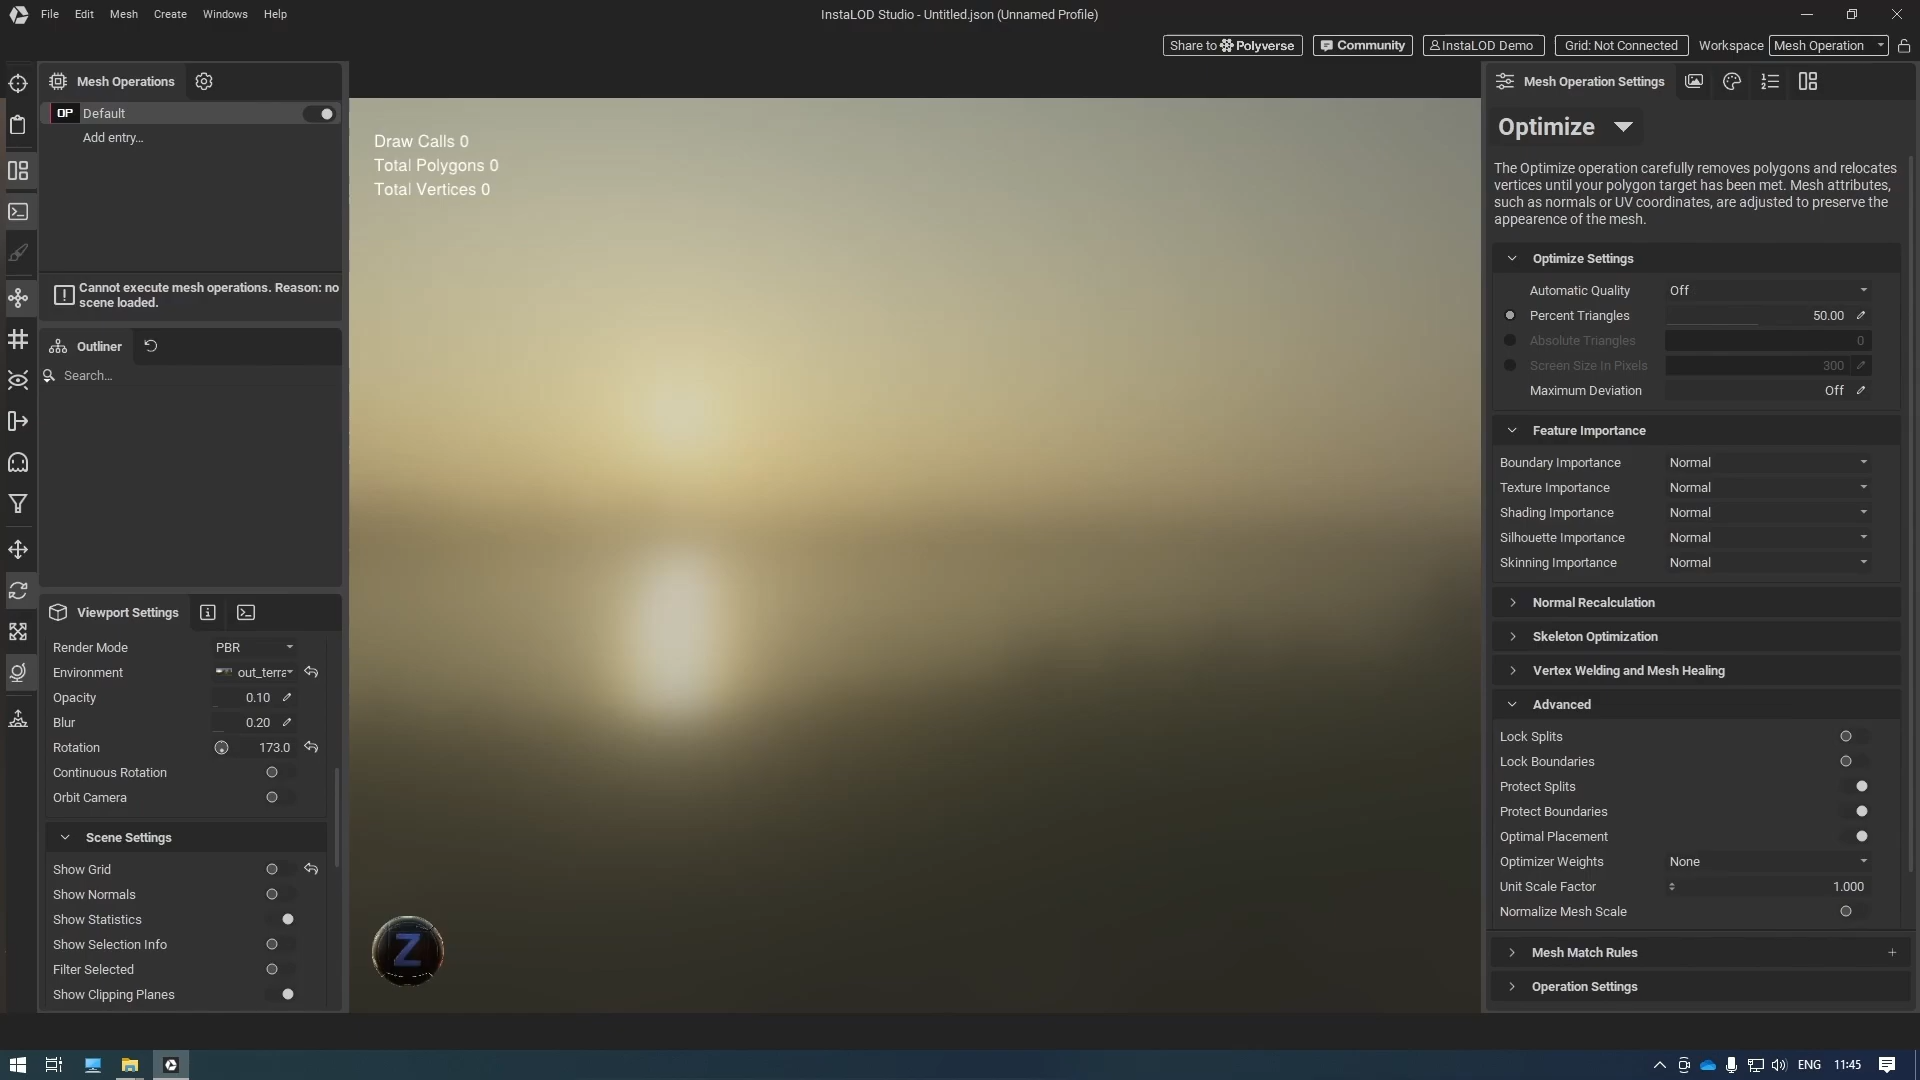 File Edit Mesh Create Windows Help
InstaLOD Studio - Untitled.json (Unnamed Profile)
Share to Polyverse
Community
InstaLOD Demo
Grid: Not Connected
Workspace
Mesh Operation
Mesh Operations
OP Default
Add entry...
Cannot execute mesh operations. Reason: no
scene loaded.
Outliner
Search...
Viewport Settings
Render Mode PBR
Environment out_terra
Opacity 0.10
Blur 0.20
Rotation 173.0
Continuous Rotation
Orbit Camera
Scene Settings
Show Grid
Show Normals
Show Statistics
Show Selection Info
Filter Selected
Show Clipping Planes
Draw Calls 0
Total Polygons 0
Total Vertices 0
Z
Mesh Operation Settings
Optimize
The Optimize operation carefully removes polygons and relocates
vertices until your polygon target has been met. Mesh attributes,
such as normals or UV coordinates, are adjusted to preserve the
appearence of the mesh.
Optimize Settings
Automatic Quality Off
Percent Triangles 50.00
Absolute Triangles 0
Screen Size In Pixels 300
Maximum Deviation Off
Feature Importance
Boundary Importance Normal
Texture Importance Normal
Shading Importance Normal
Silhouette Importance Normal
Skinning Importance Normal
Normal Recalculation
Skeleton Optimization
Vertex Welding and Mesh Healing
Advanced
Lock Splits
Lock Boundaries
Protect Splits
Protect Boundaries
Optimal Placement
Optimizer Weights None
Unit Scale Factor 1.000
Normalize Mesh Scale
Mesh Match Rules
Operation Settings
ENG 11:45